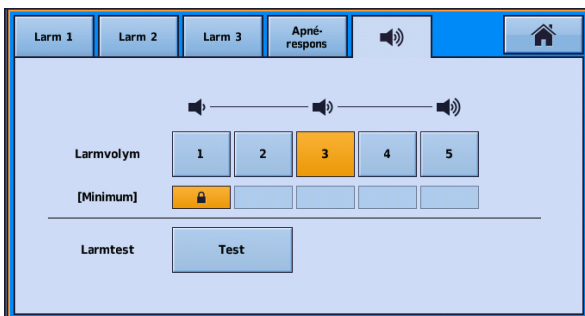 Larm 1 Larm 2 Larm 3 Apné-
respons
Larmvolym 1 2 3 4 5
[Minimum]
Larmtest Test